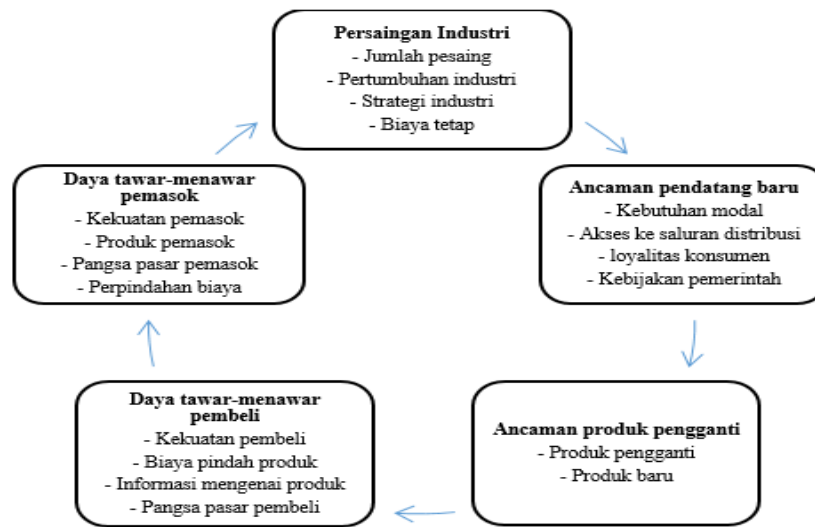 Persaingan Industri
- Jumlah pesaing
- Pertumbuhan industri
- Strategi industri
- Biaya tetap
Ancaman pendatang baru
- Kebutuhan modal
- Akses ke saluran distribusi
- loyalitas konsumen
- Kebijakan pemerintah
Ancaman produk pengganti
- Produk pengganti
- Produk baru
Daya tawar-menawar
pembeli
- Kekuatan pembeli
- Biaya pindah produk
- Informasi mengenai produk
- Pangsa pasar pembeli
Daya tawar-menawar
pemasok
- Kekuatan pemasok
- Produk pemasok
- Pangsa pasar pemasok
- Perpindahan biaya